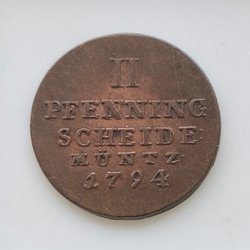 II
PFENNING
SCHEIDE
MÜNTZ
1794